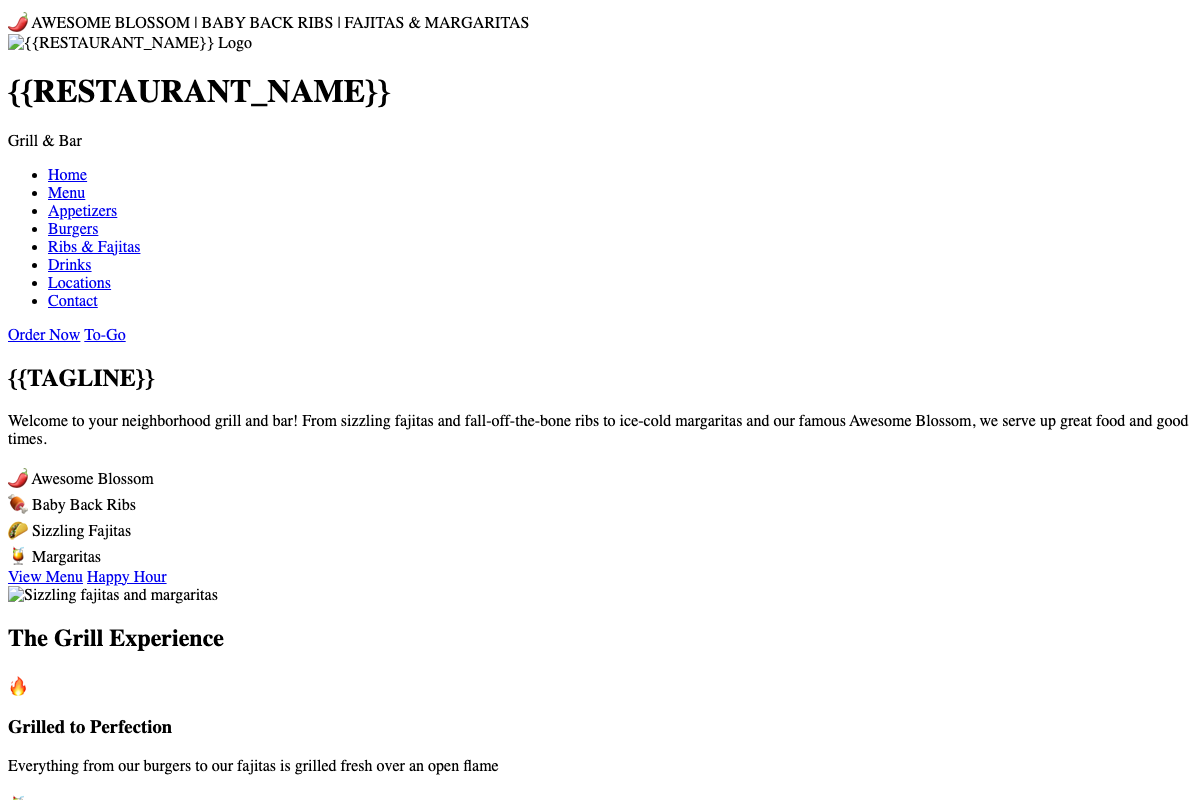 🌶️ AWESOME BLOSSOM | BABY BACK RIBS | FAJITAS & MARGARITAS
{{RESTAURANT_NAME}} Logo
{{RESTAURANT_NAME}}
Grill & Bar
Home
Menu
Appetizers
Burgers
Ribs & Fajitas
Drinks
Locations
Contact
Order Now To-Go
{{TAGLINE}}
Welcome to your neighborhood grill and bar! From sizzling fajitas and fall-off-the-bone ribs to ice-cold margaritas and our famous Awesome Blossom, we serve up great food and good
times.
🌶️ Awesome Blossom
🍖 Baby Back Ribs
🌮 Sizzling Fajitas
🍹 Margaritas
View Menu Happy Hour
Sizzling fajitas and margaritas
The Grill Experience
🔥
Grilled to Perfection
Everything from our burgers to our fajitas is grilled fresh over an open flame